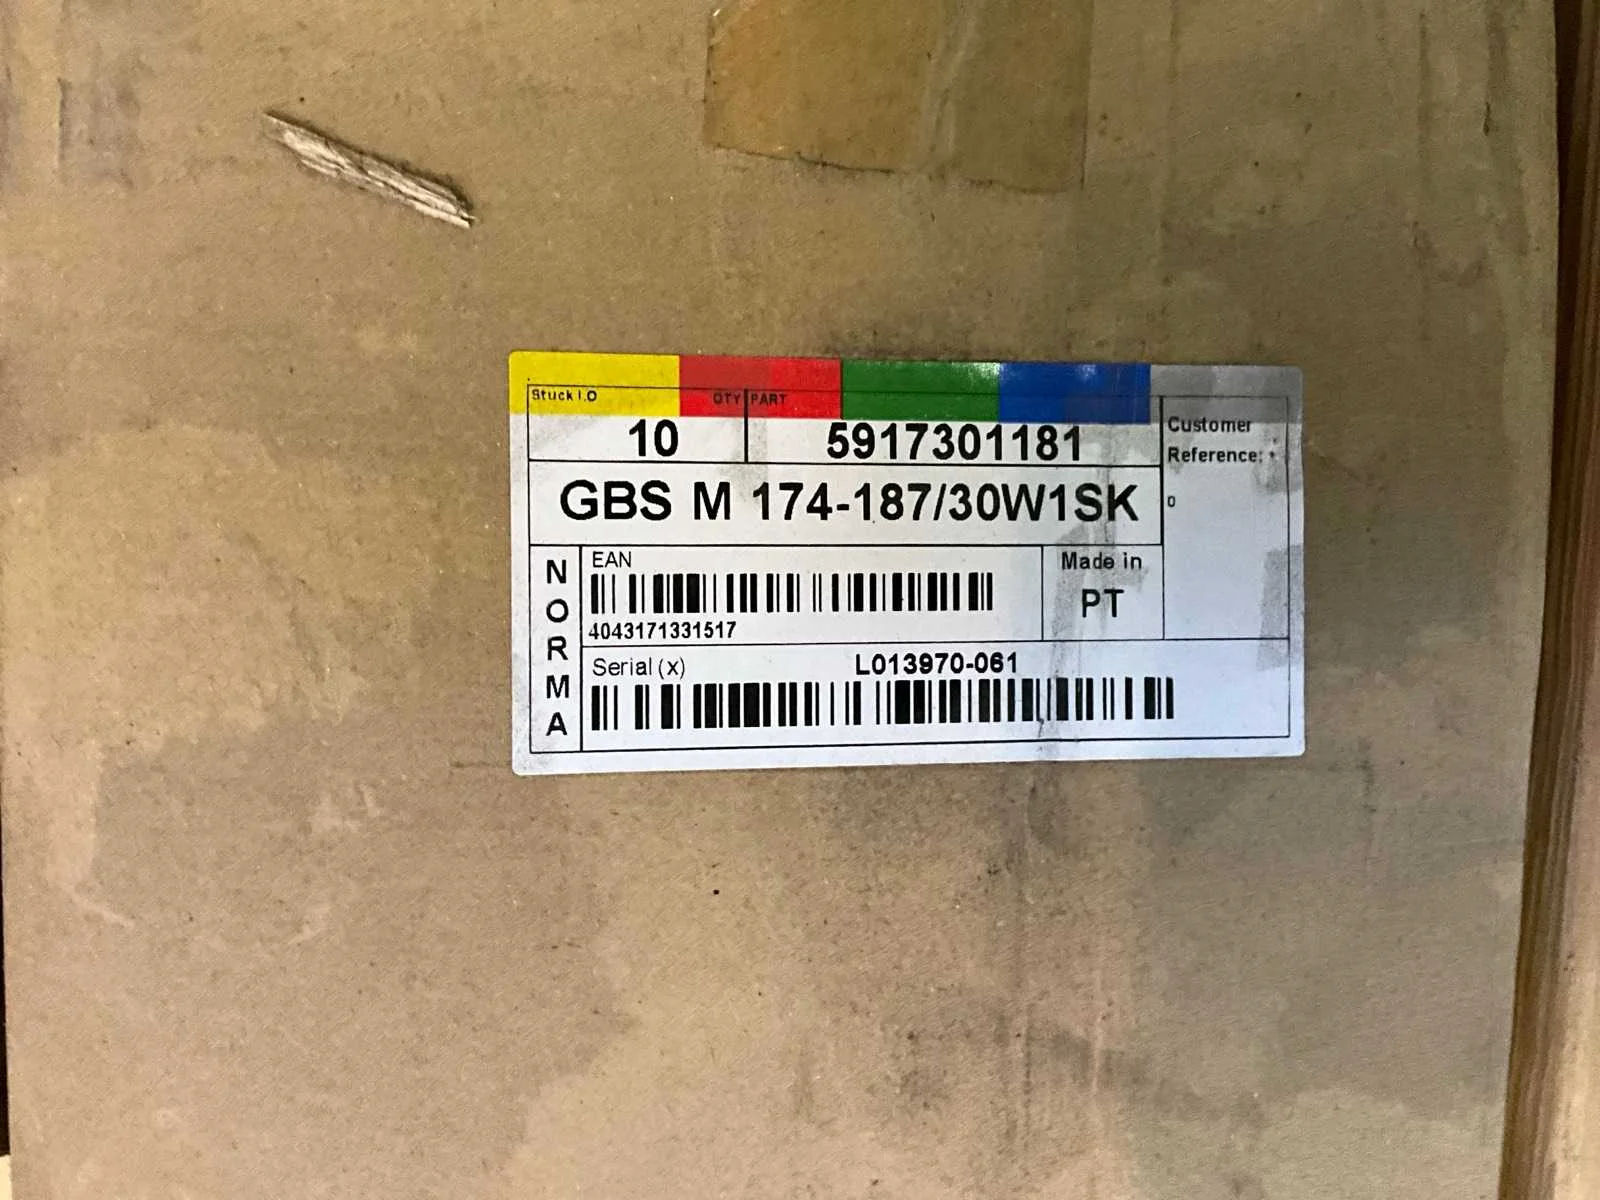 Stuck I.O QTY PART
10 5917301181
Customer
Reference:
0
GBS M 174-187/30W1SK
NORMA
EAN
4043171331517
Made in
PT
Serial (x) L013970-061